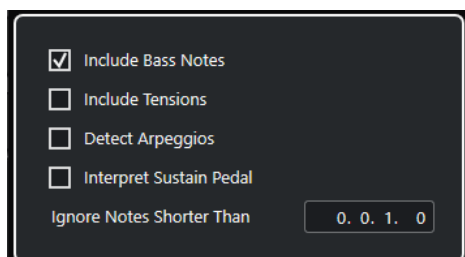 Include Bass Notes
Include Tensions
Detect Arpeggios
Interpret Sustain Pedal
Ignore Notes Shorter Than 0. 0. 1. 0